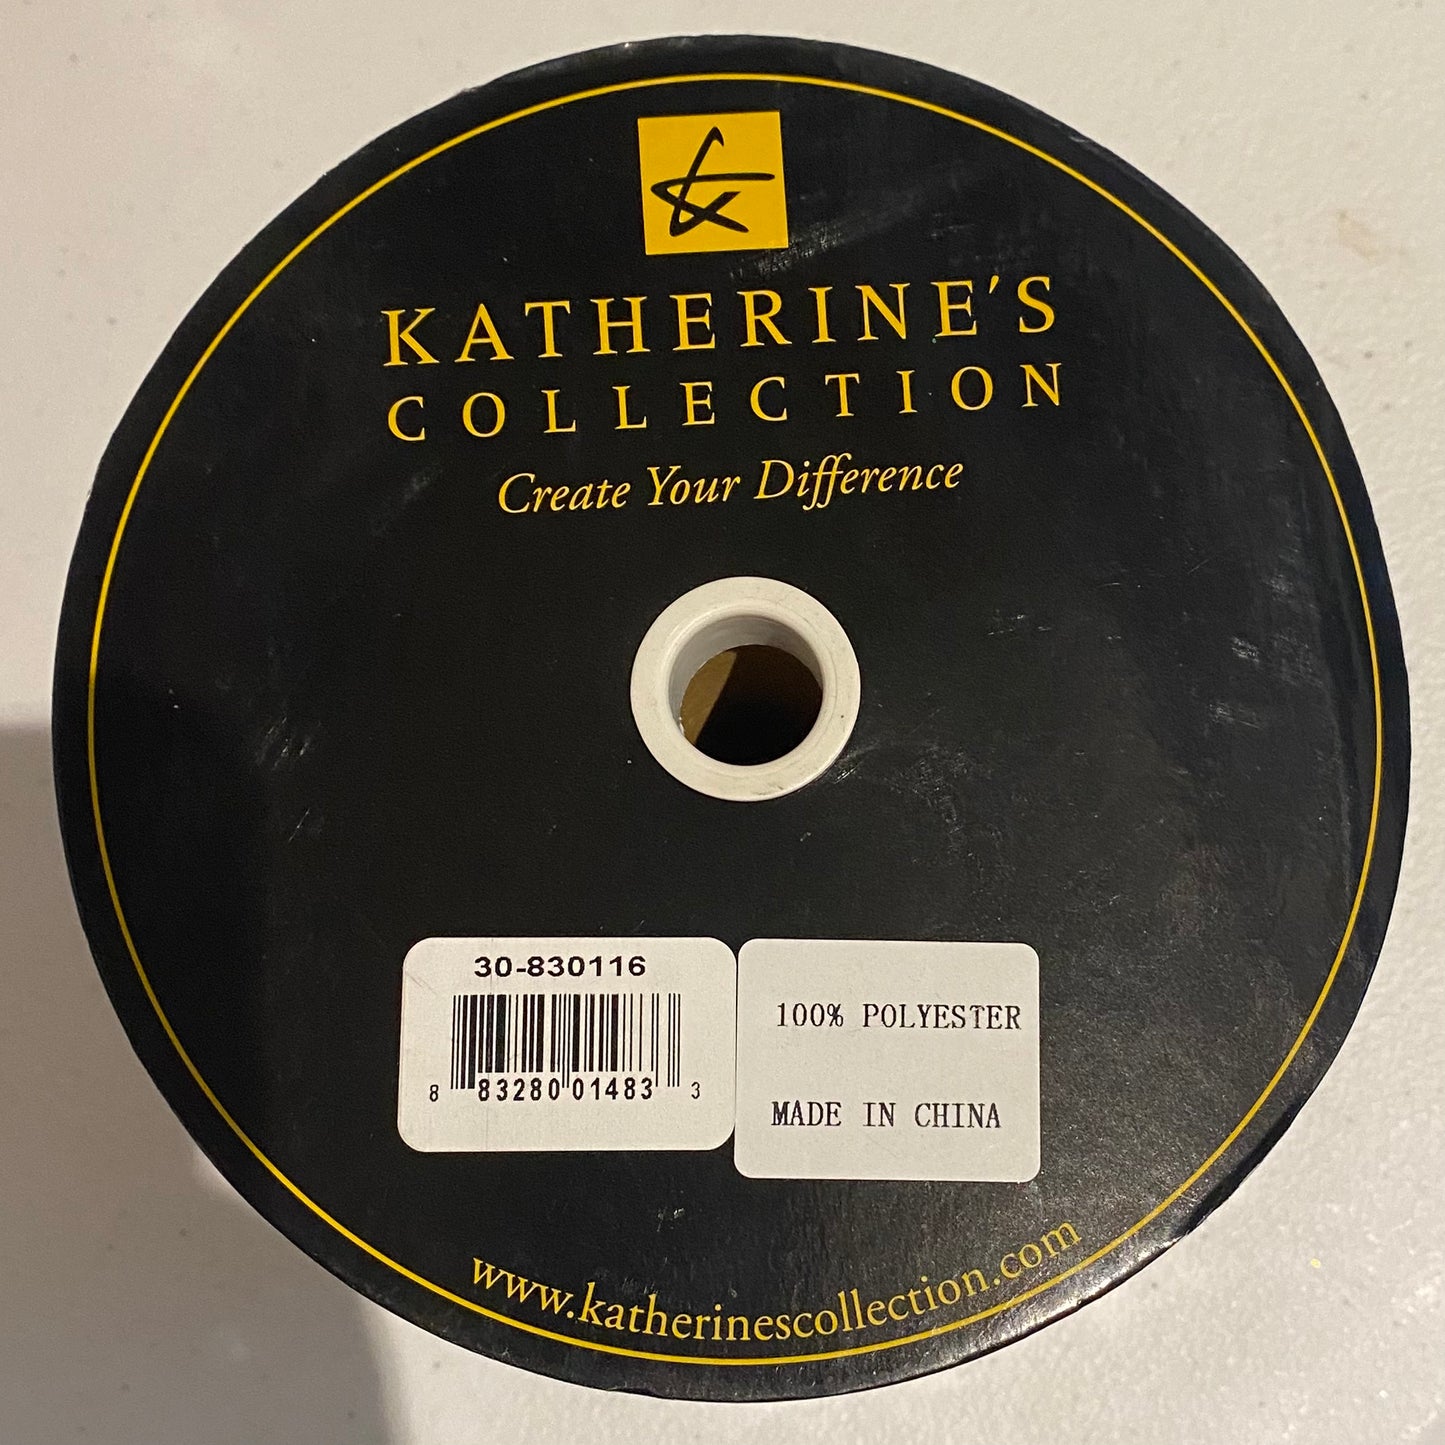 KATHERINE'S
COLLECTION
Create Your Difference
30-830116
8 83280 01483 3
100% POLYESTER
MADE IN CHINA
www.katherinescollection.com